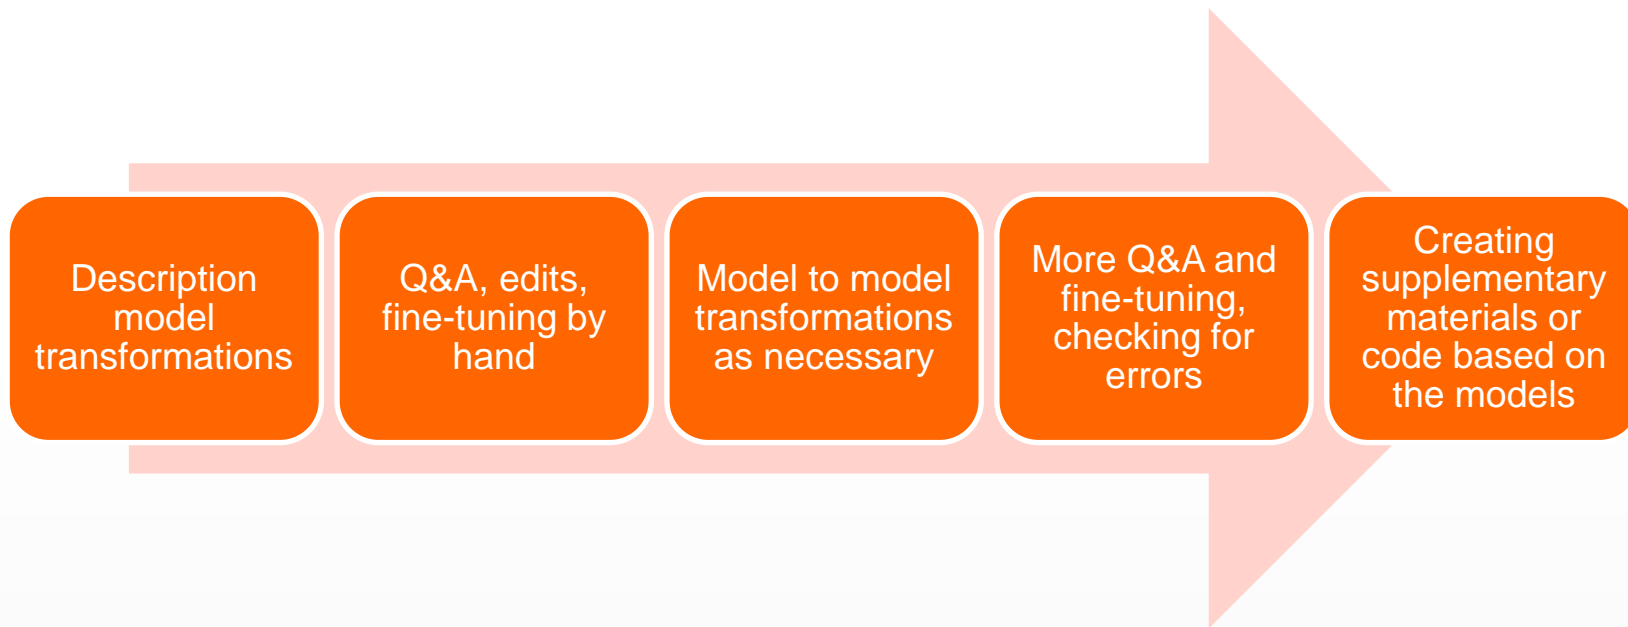 Description
model
transformations
Q&A, edits,
fine-tuning by
hand
Model to model
transformations
as necessary
More Q&A and
fine-tuning,
checking for
errors
Creating
supplementary
materials or
code based on
the models